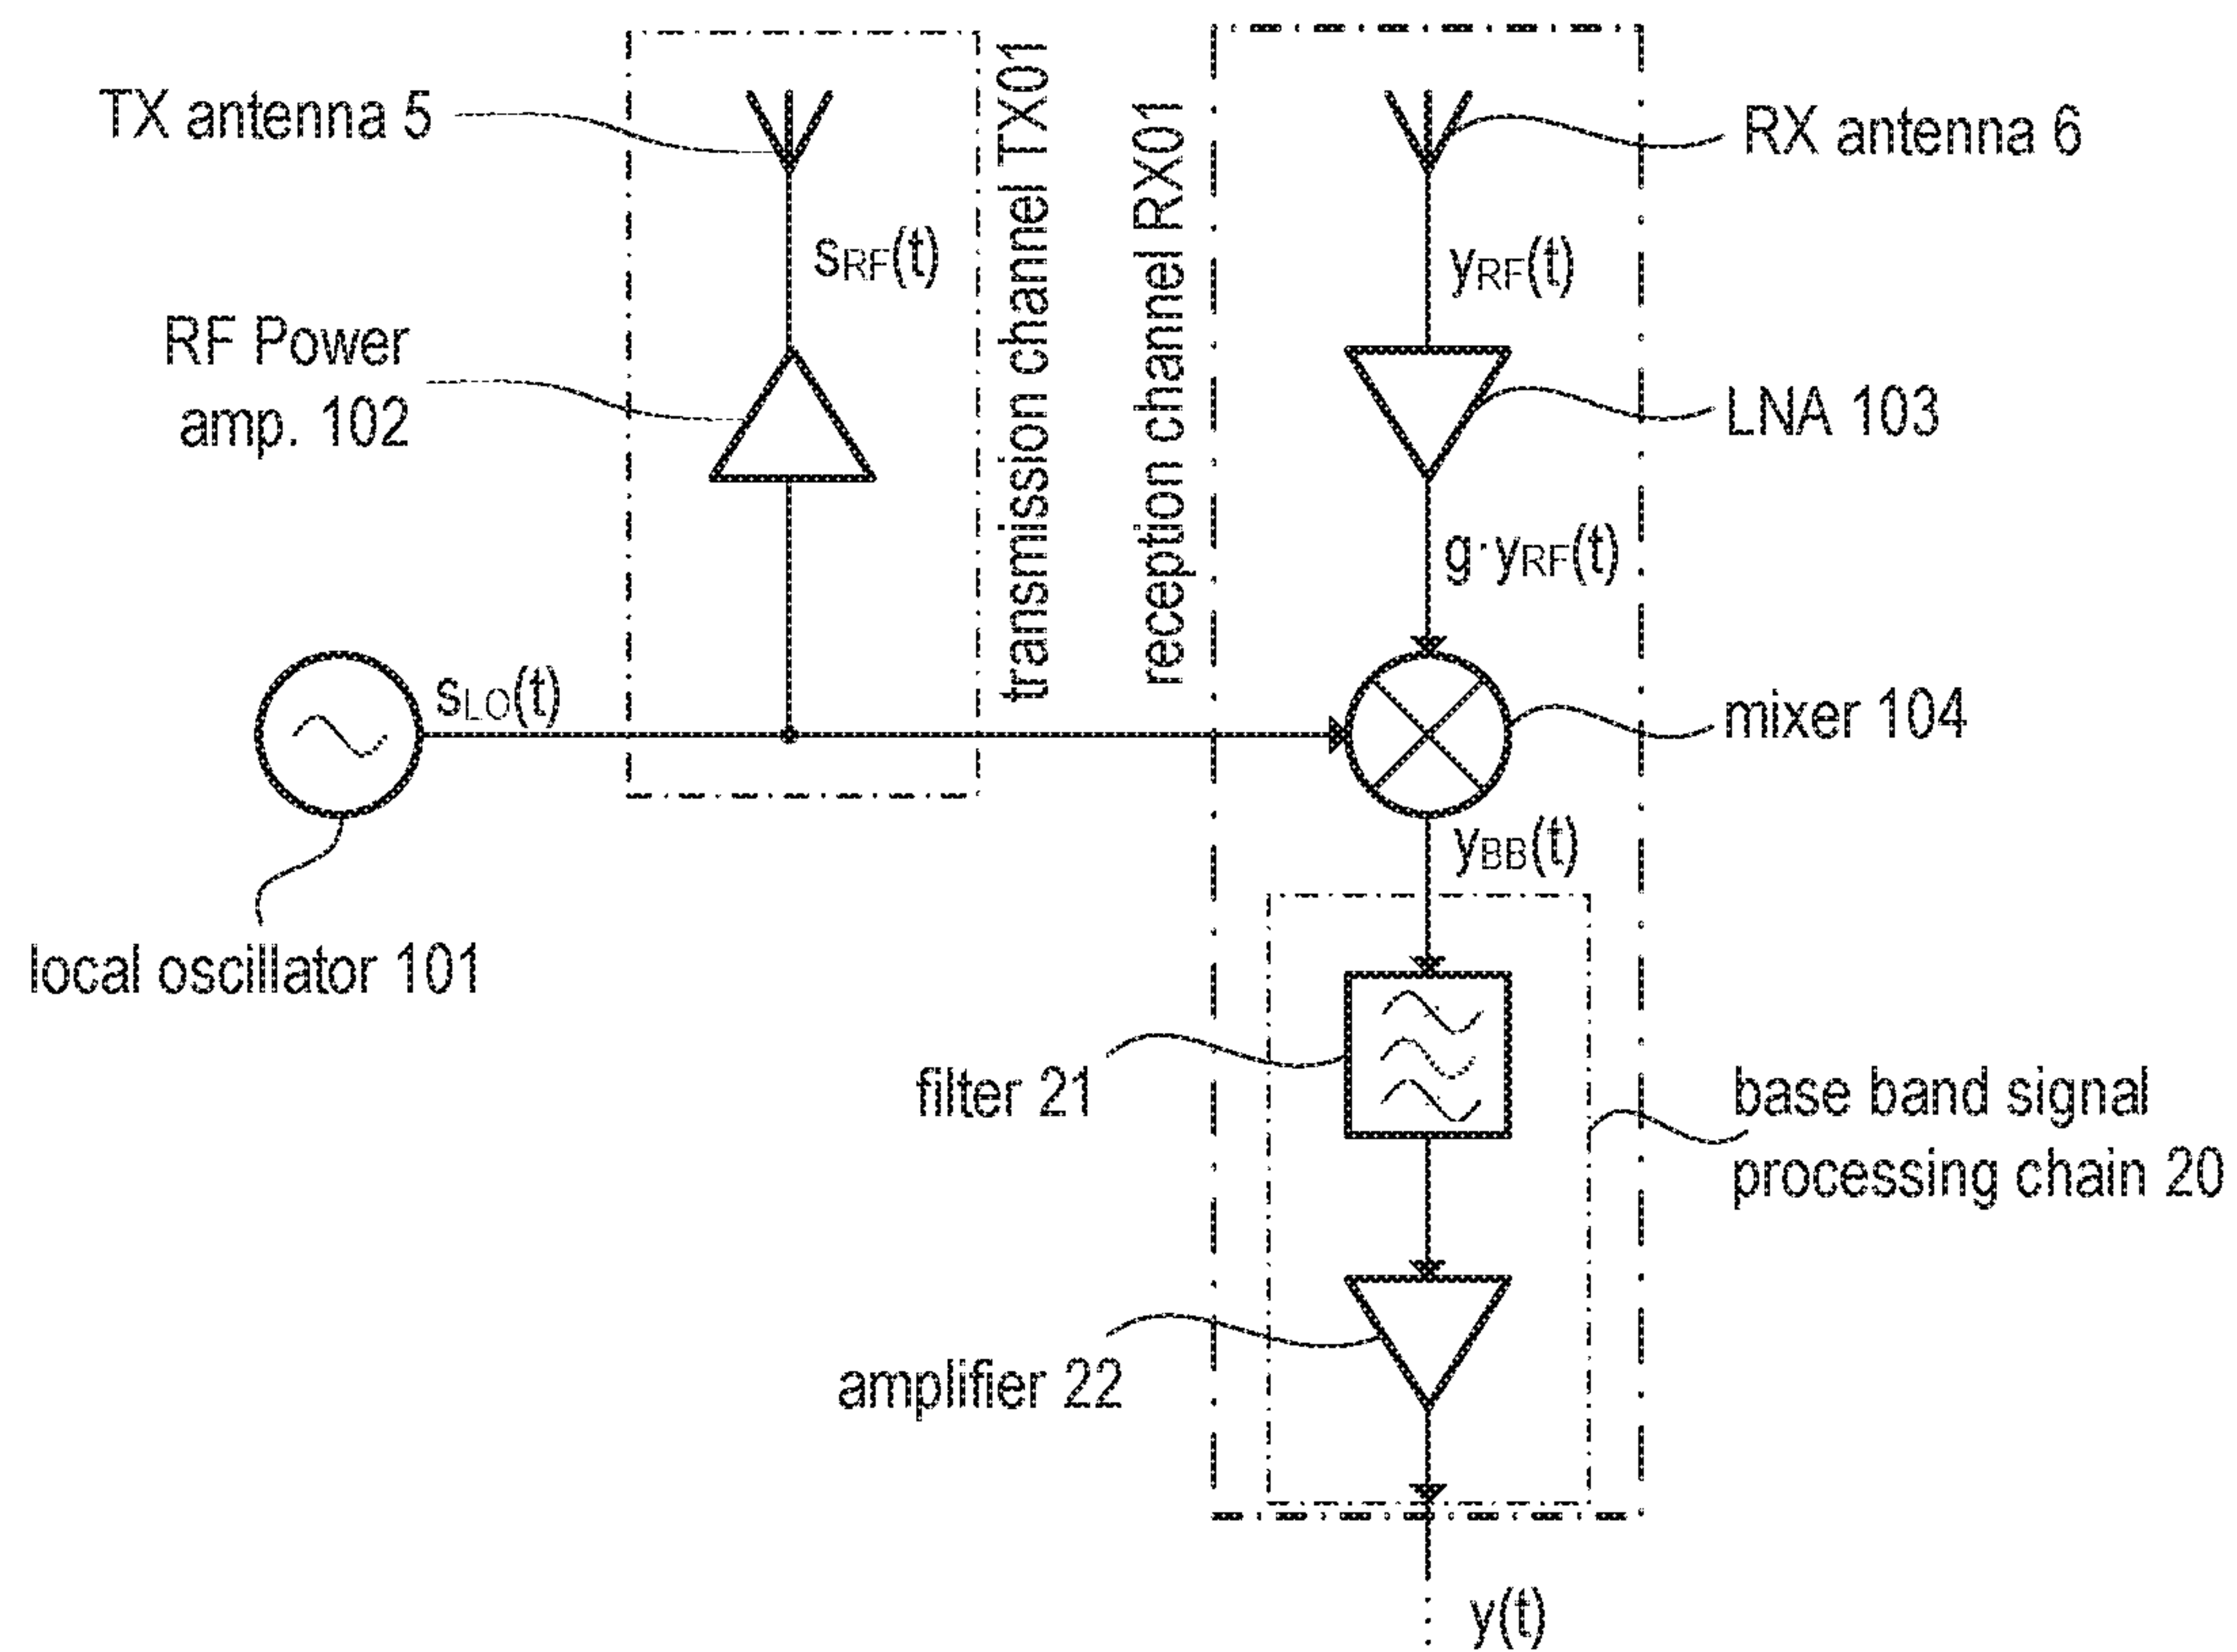 TX antenna 5
transmission channel TX01
reception channel RX01
RX antenna 6
sRF(t)
yRF(t)
RF Power
amp. 102
LNA 103
g·yRF(t)
sLO(t)
mixer 104
yBB(t)
local oscillator 101
filter 21
base band signal
processing chain 20
amplifier 22
y(t)